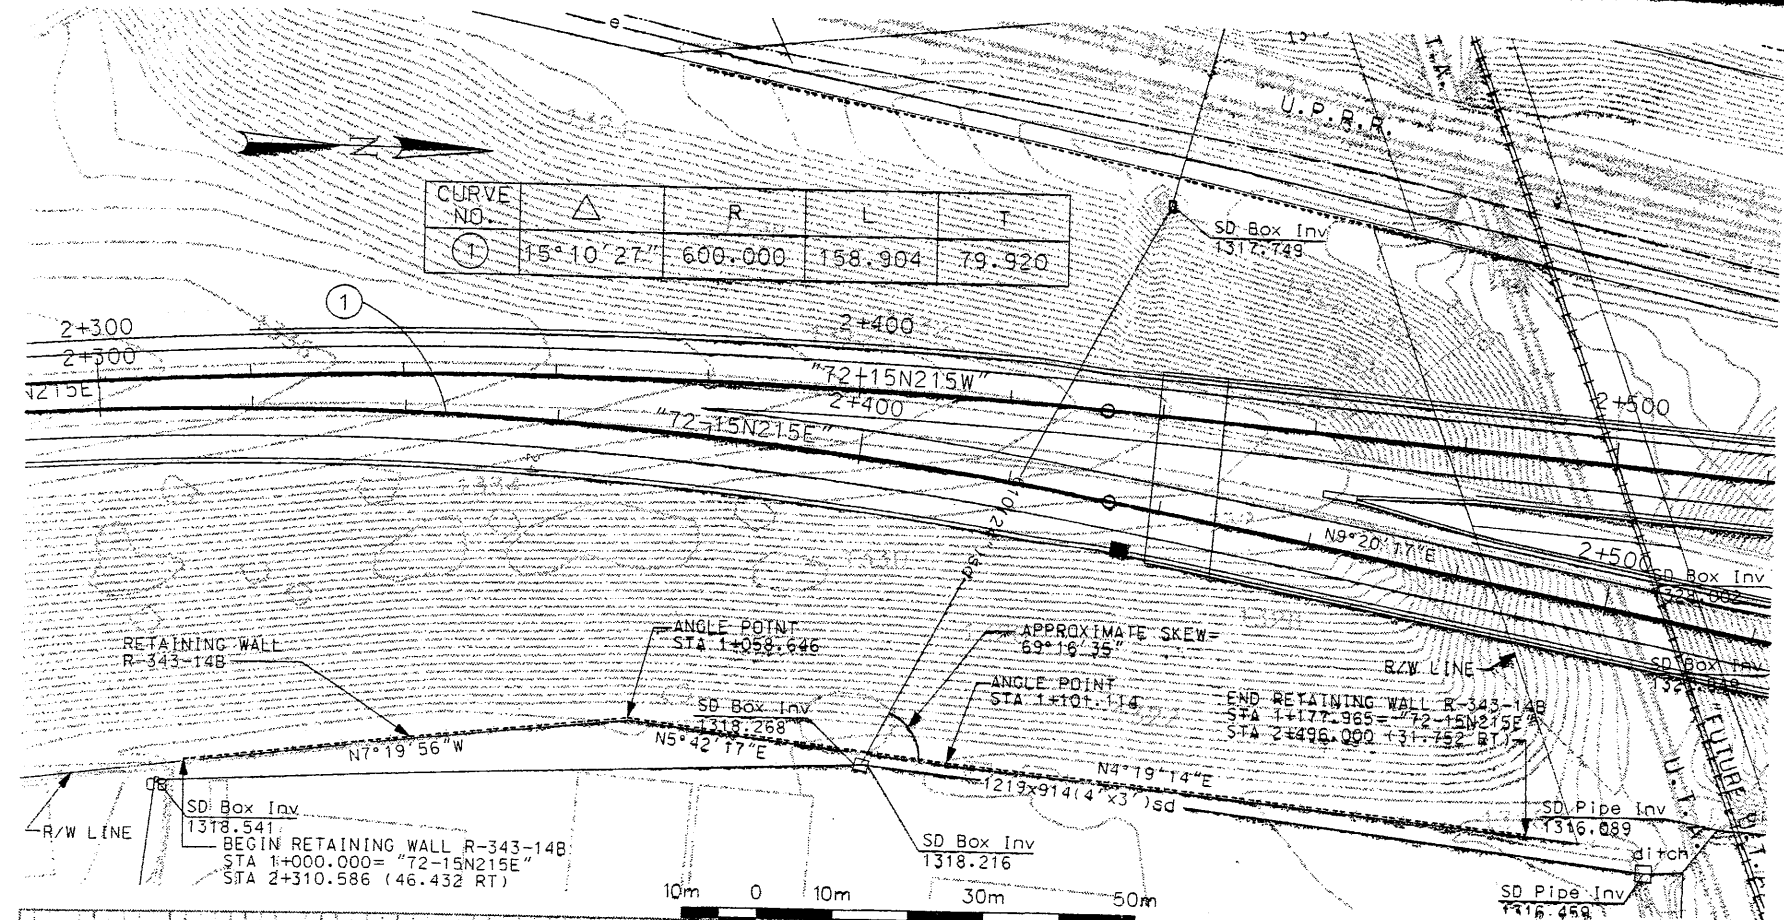 U.P.R.R.
N
CURVE NO. △ R L T
1 15°10'27" 600.000 158.904 79.920
SD Box Inv
1317.749
1
2+300
2+400
2+300
"72-15N215W"
N215E
2+400
2+500
"72-15N215E"
N9°20'17"E
2+500
SD Box Inv
RETAINING WALL
R-343-14B
ANGLE POINT
STA 1+058.646
APPROXIMATE SKEW=
69°16'35"
R/W LINE
SD Box Inv
ANGLE POINT
STA 1+101.114
SD Box Inv
1318.268
END RETAINING WALL R-343-14B
STA 1+177.965= "72-15N215E"
STA 2+496.000 (31.752 RT)
N7°19'56"W
N5°42'17"E
N4°19'14"E
1219x914(4'x3')sd
"FUTURE
U.T.A.
R/W LINE
SD Box Inv
1318.541
BEGIN RETAINING WALL R-343-14B
STA 1+000.000= "72-15N215E"
STA 2+310.586 (46.432 RT)
SD Box Inv
1318.216
SD Pipe Inv
1316.089
ditch
SD Pipe Inv
1316.459
10m 0 10m 30m 50m